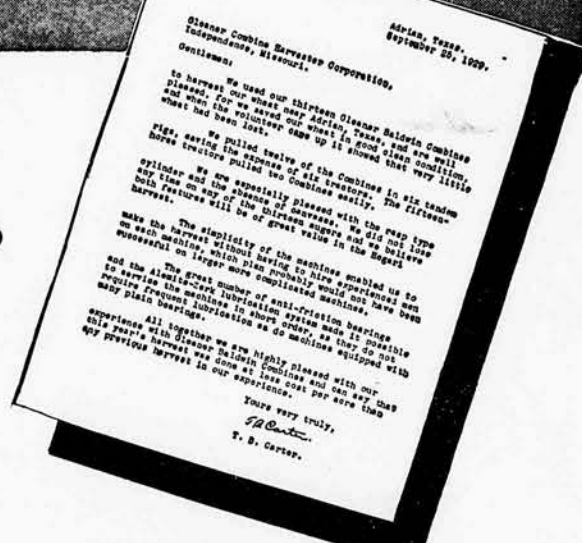 Adrian, Texas.
September 25, 1929.
Gleaner Combine Harvester Corporation,
Independence, Missouri.
Gentlemen:
We used our thirteen Gleaner Baldwin Combines
to harvest our wheat near Adrian, Texas, and are well
pleased, for we saved our wheat in good clean condition,
and when the volunteer came up it showed that very little
wheat had been lost.
We pulled twelve of the Combines in six tandem
rigs, saving the expense of six tractors. The fifteen-
horse tractors pulled two Combines easily.
We are especially pleased with the rasp type
cylinder and the absence of canvases. We did not lose
any time on any of the thirteen augers and we believe
both features will be of great value in the Hegari
harvest.
The simplicity of the machines enabled us to
make the harvest without having to hire experienced men
on each machine, which plan probably would not have been
successful on larger more complicated machines.
The great number of anti-friction bearings
and the Alemite-Zerk lubrication system made it possible
to service the machines in short order, as they do not
require frequent lubrication as do machines equipped with
many plain bearings.
All together we are highly pleased with our
experience with Gleaner Baldwin Combines and can say that
this year's harvest was done at less cost per acre than
any previous harvest in our experience.
Yours very truly,
T B Carter.
T. B. Carter.